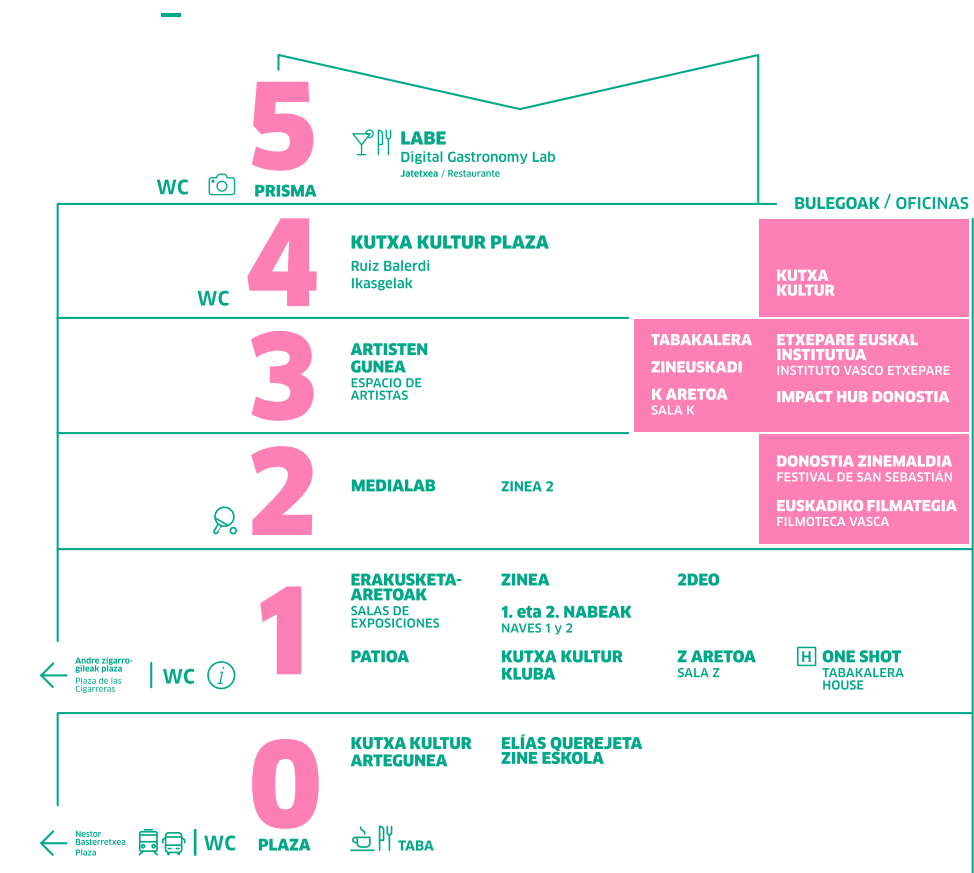 5
LABE
Digital Gastronomy Lab
Jatetxea / Restaurante
WC
PRISMA
BULEGOAK / OFICINAS
4
KUTXA KULTUR PLAZA
Ruiz Balerdi
Ikasgelak
WC
KUTXA
KULTUR
3
ARTISTEN
GUNEA
ESPACIO DE
ARTISTAS
TABAKALERA
ZINEUSKADI
K ARETOA
SALA K
ETXEPARE EUSKAL
INSTITUTUA
INSTITUTO VASCO ETXEPARE
IMPACT HUB DONOSTIA
2
MEDIALAB
ZINEA 2
DONOSTIA ZINEMALDIA
FESTIVAL DE SAN SEBASTIÁN
EUSKADIKO FILMATEGIA
FILMOTECA VASCA
1
ERAKUSKETA-
ARETOAK
SALAS DE
EXPOSICIONES
ZINEA
2DEO
1. eta 2. NABEAK
NAVES 1 y 2
PATIOA
KUTXA KULTUR
KLUBA
Z ARETOA
SALA Z
H ONE SHOT
TABAKALERA
HOUSE
Andre zigarro-
gileak plaza
Plaza de las
Cigarreras
WC i
0
KUTXA KULTUR
ARTEGUNEA
ELÍAS QUEREJETA
ZINE ESKOLA
Nestor
Basterretxea
Plaza
WC
PLAZA
TABA